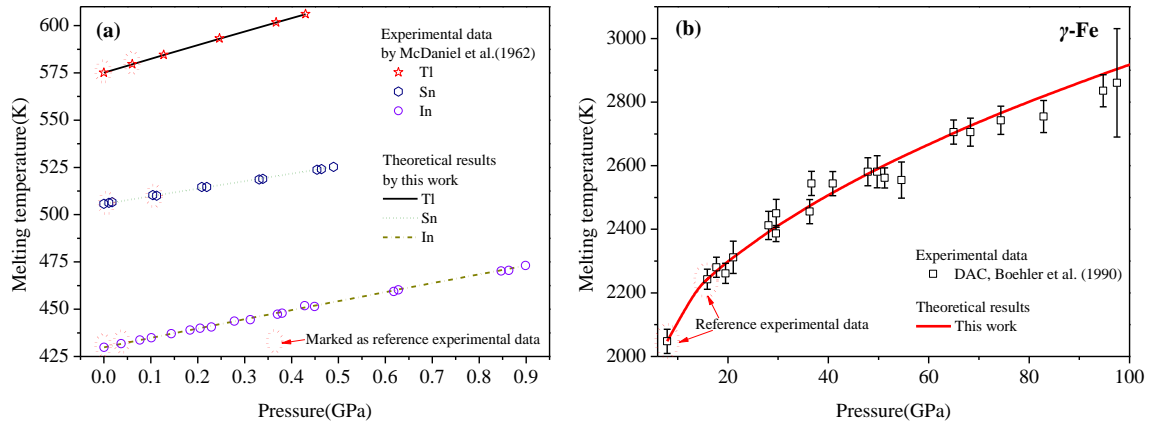 (a)
Experimental data
by McDaniel et al.(1962)
Tl
Sn
In
Theoretical results
by this work
Tl
Sn
In
Marked as reference experimental data
600
575
550
525
500
475
450
425
0.0 0.1 0.2 0.3 0.4 0.5 0.6 0.7 0.8 0.9
Melting temperature(K)
Pressure(GPa)
(b)
γ-Fe
Experimental data
DAC, Boehler et al. (1990)
Theoretical results
This work
Reference experimental data
3000
2800
2600
2400
2200
2000
20 40 60 80 100
Melting temperature(K)
Pressure(GPa)